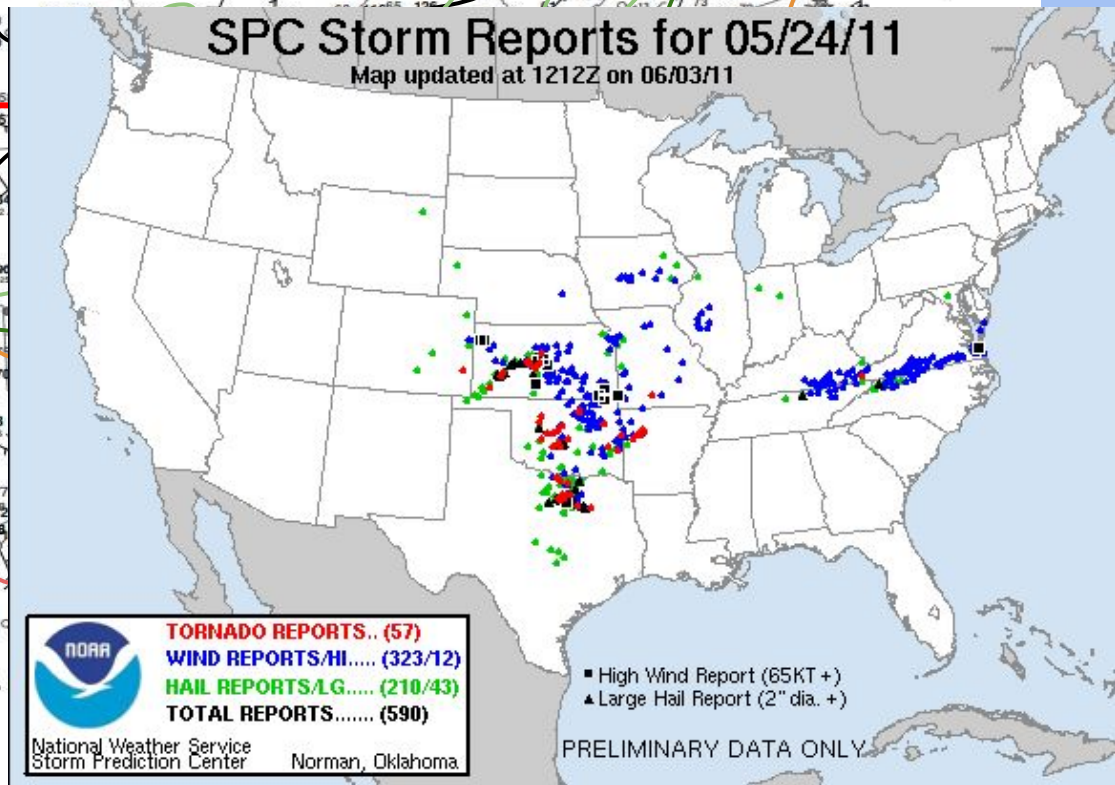 SPC Storm Reports for 05/24/11
Map updated at 1212Z on 06/03/11
NOAA
TORNADO REPORTS.. (57)
WIND REPORTS/HI..... (323/12)
HAIL REPORTS/LG..... (210/43)
TOTAL REPORTS....... (590)
National Weather Service
Storm Prediction Center Norman, Oklahoma
High Wind Report (65KT +)
Large Hail Report (2" dia. +)
PRELIMINARY DATA ONLY